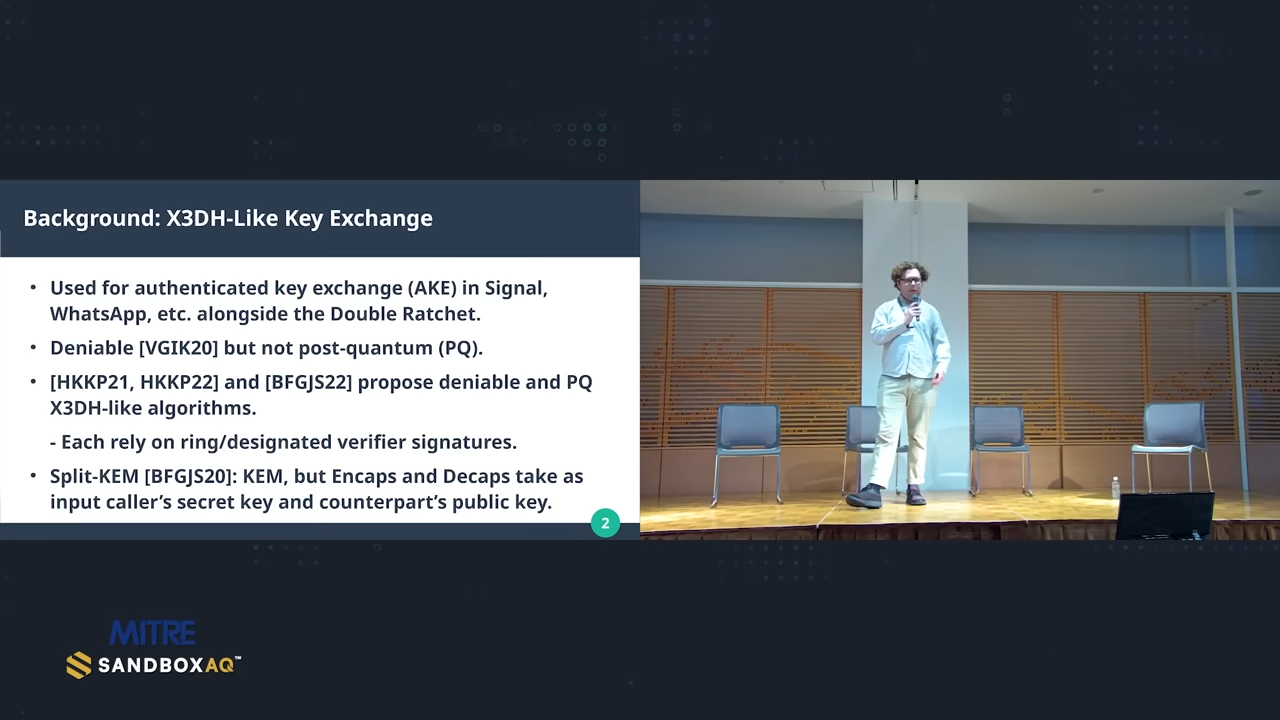 Background: X3DH-Like Key Exchange
• Used for authenticated key exchange (AKE) in Signal,
WhatsApp, etc. alongside the Double Ratchet.
• Deniable [VGIK20] but not post-quantum (PQ).
• [HKKP21, HKKP22] and [BFGJS22] propose deniable and PQ
X3DH-like algorithms.
- Each rely on ring/designated verifier signatures.
• Split-KEM [BFGJS20]: KEM, but Encaps and Decaps take as
input caller’s secret key and counterpart’s public key.
2
MITRE
SANDBOXAQ™